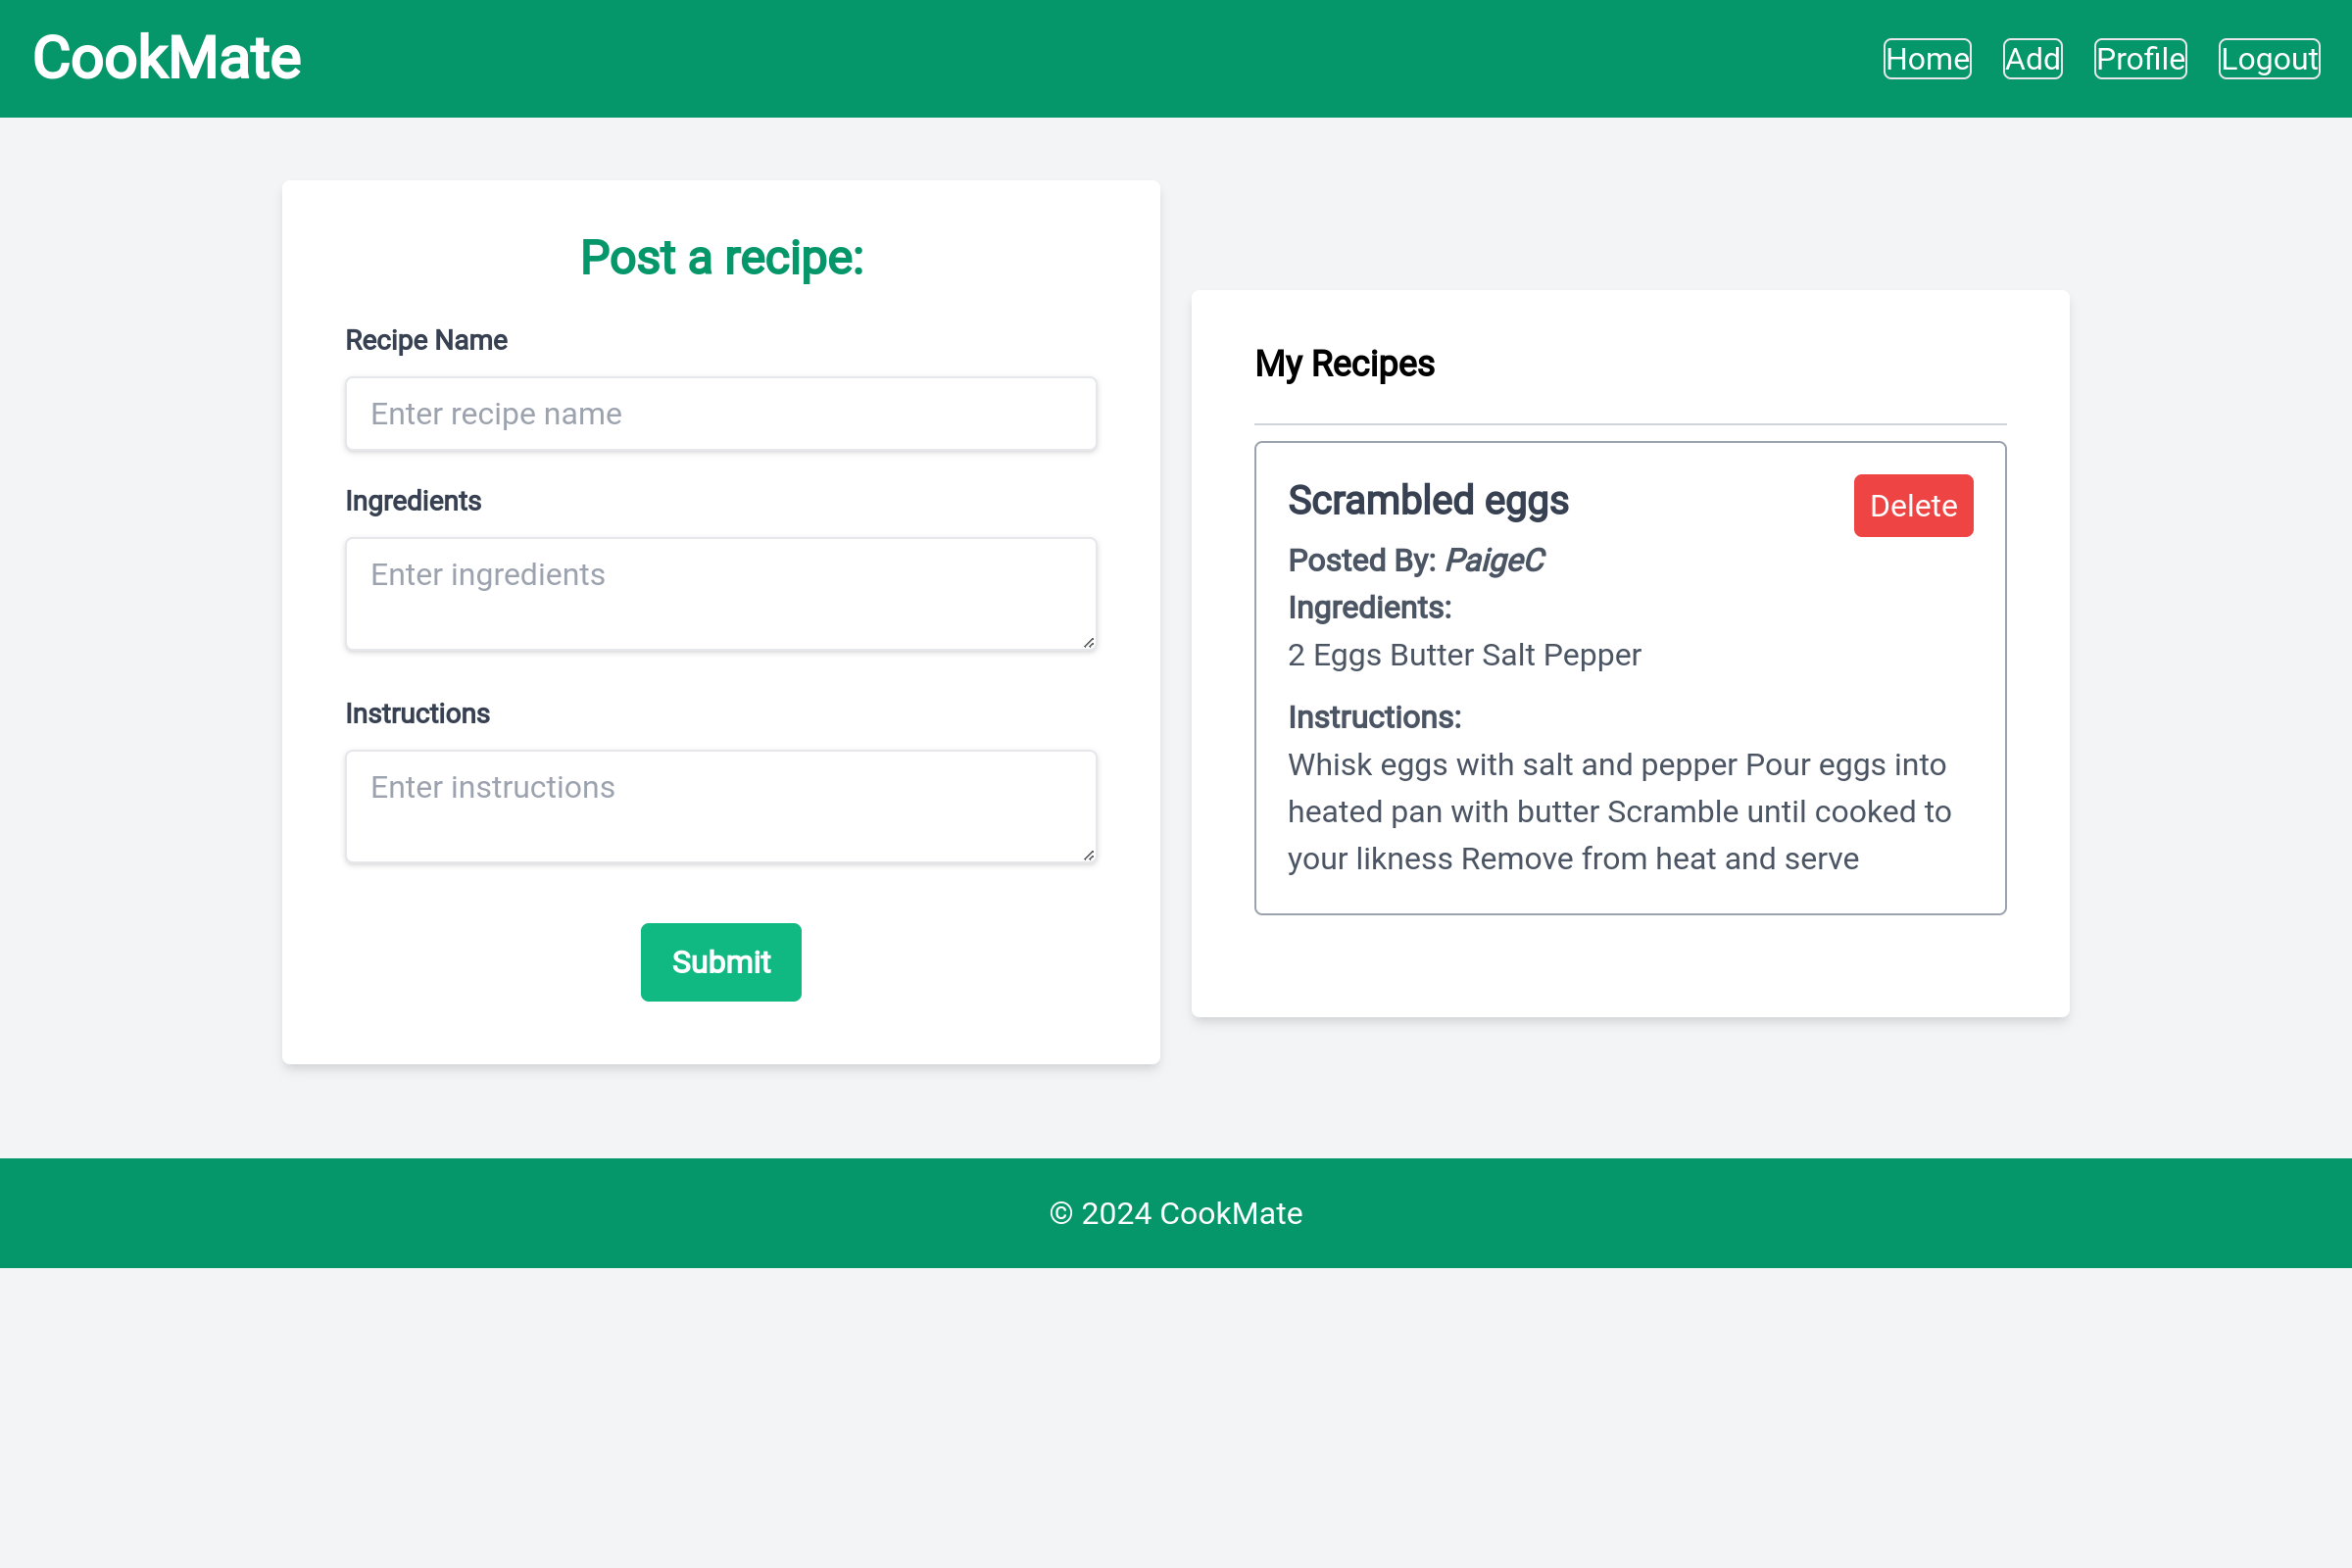 CookMate
Home Add Profile Logout
Post a recipe:
Recipe Name
Enter recipe name
Ingredients
Enter ingredients
Instructions
Enter instructions
Submit
My Recipes
Scrambled eggs
Delete
Posted By: PaigeC
Ingredients:
2 Eggs Butter Salt Pepper
Instructions:
Whisk eggs with salt and pepper Pour eggs into
heated pan with butter Scramble until cooked to
your likness Remove from heat and serve
© 2024 CookMate